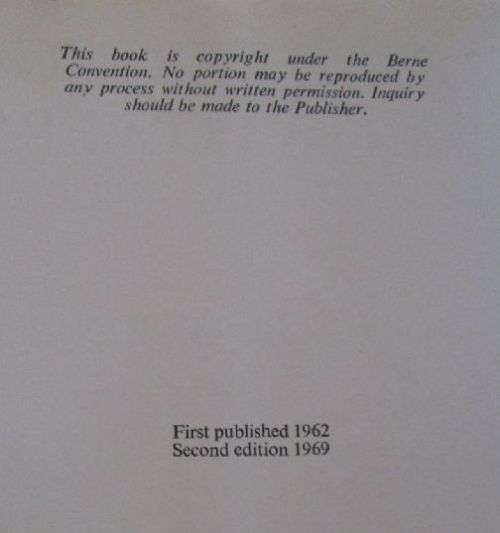 This book is copyright under the Berne
Convention. No portion may be reproduced by
any process without written permission. Inquiry
should be made to the Publisher.
First published 1962
Second edition 1969